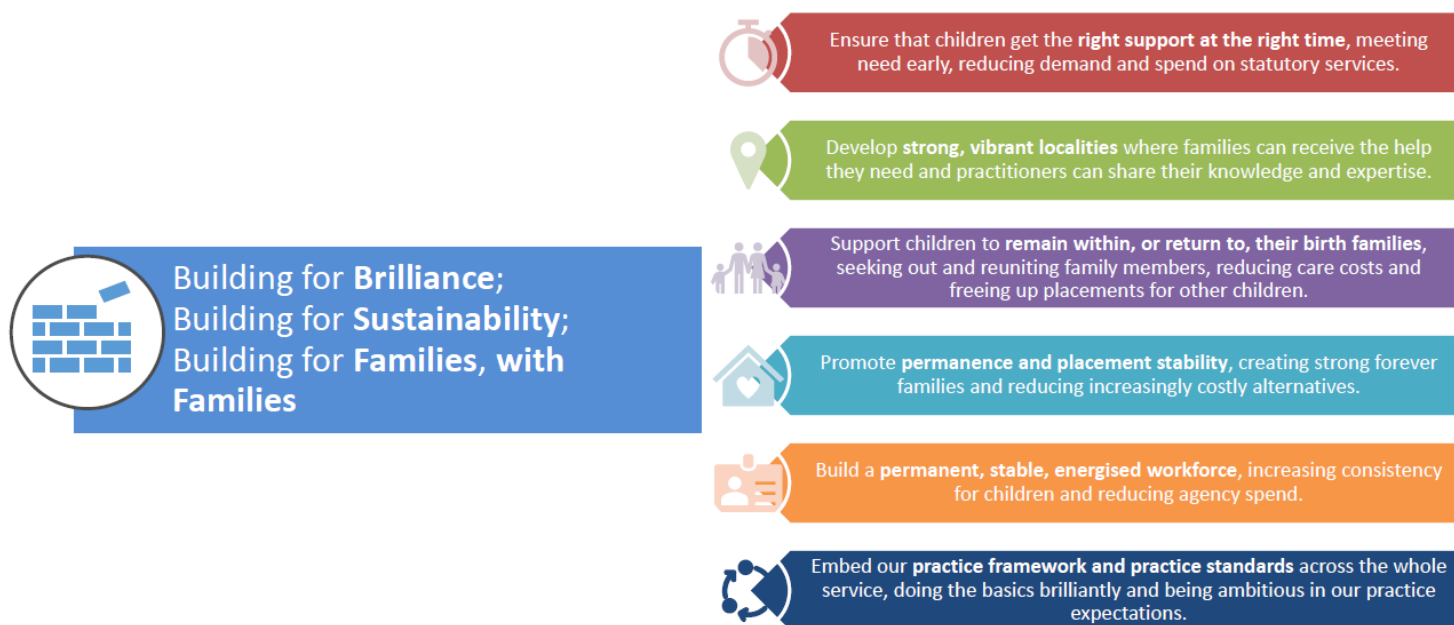 Building for Brilliance;
Building for Sustainability;
Building for Families, with
Families
Ensure that children get the right support at the right time, meeting
need early, reducing demand and spend on statutory services.
Develop strong, vibrant localities where families can receive the help
they need and practitioners can share their knowledge and expertise.
Support children to remain within, or return to, their birth families,
seeking out and reuniting family members, reducing care costs and
freeing up placements for other children.
Promote permanence and placement stability, creating strong forever
families and reducing increasingly costly alternatives.
Build a permanent, stable, energised workforce, increasing consistency
for children and reducing agency spend.
Embed our practice framework and practice standards across the whole
service, doing the basics brilliantly and being ambitious in our practice
expectations.